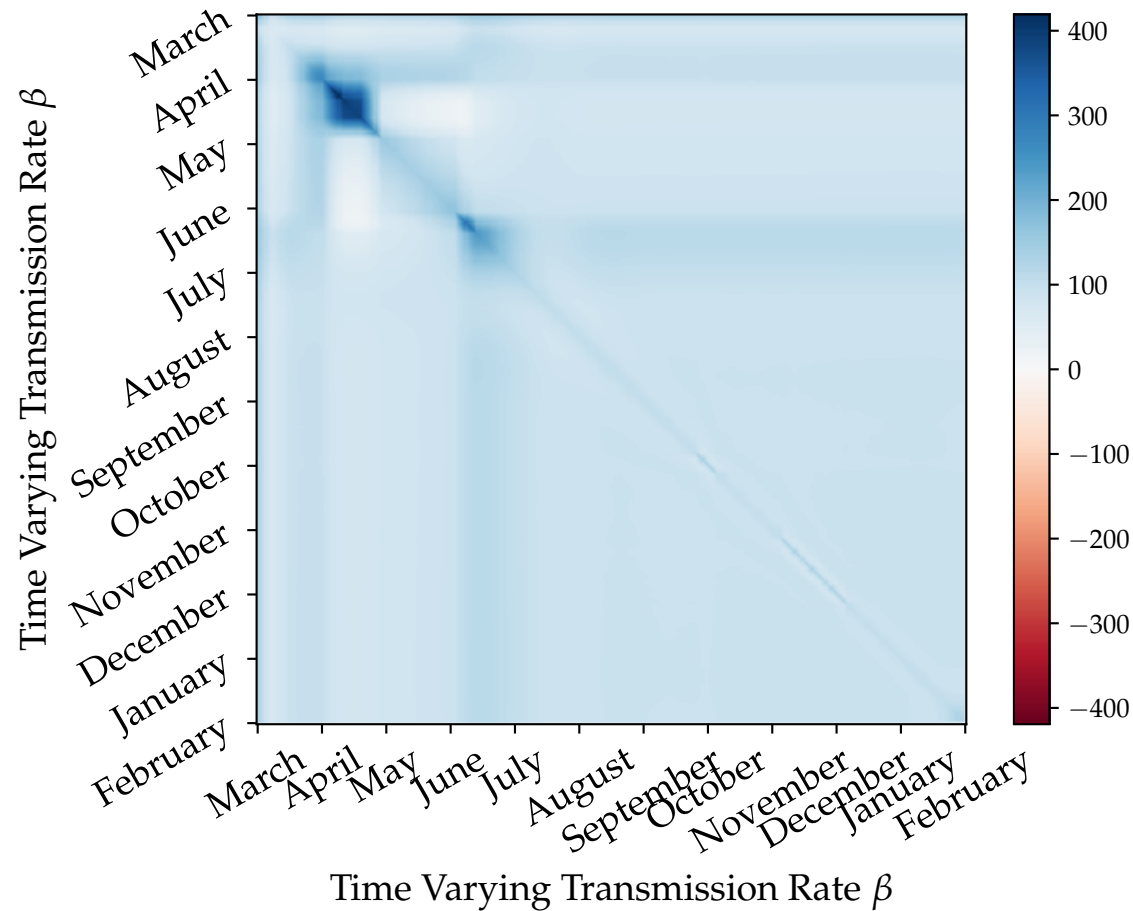 Time Varying Transmission Rate β
March
April
May
June
July
August
September
October
November
December
January
February
March
April
May
June
July
August
September
October
November
December
January
February
Time Varying Transmission Rate β
400
300
200
100
0
−100
−200
−300
−400